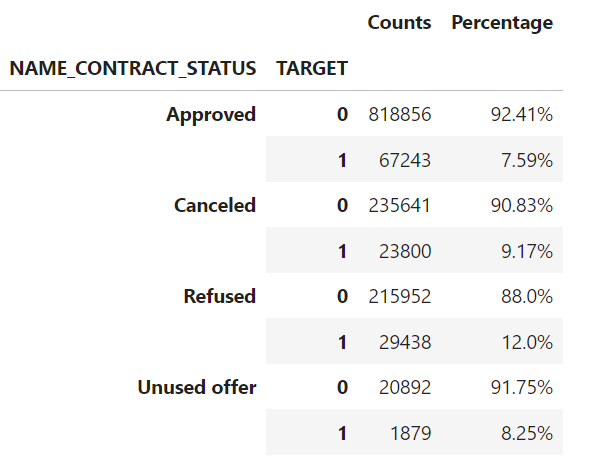 Counts Percentage
NAME_CONTRACT_STATUS TARGET
Approved 0 818856 92.41%
1 67243 7.59%
Canceled 0 235641 90.83%
1 23800 9.17%
Refused 0 215952 88.0%
1 29438 12.0%
Unused offer 0 20892 91.75%
1 1879 8.25%